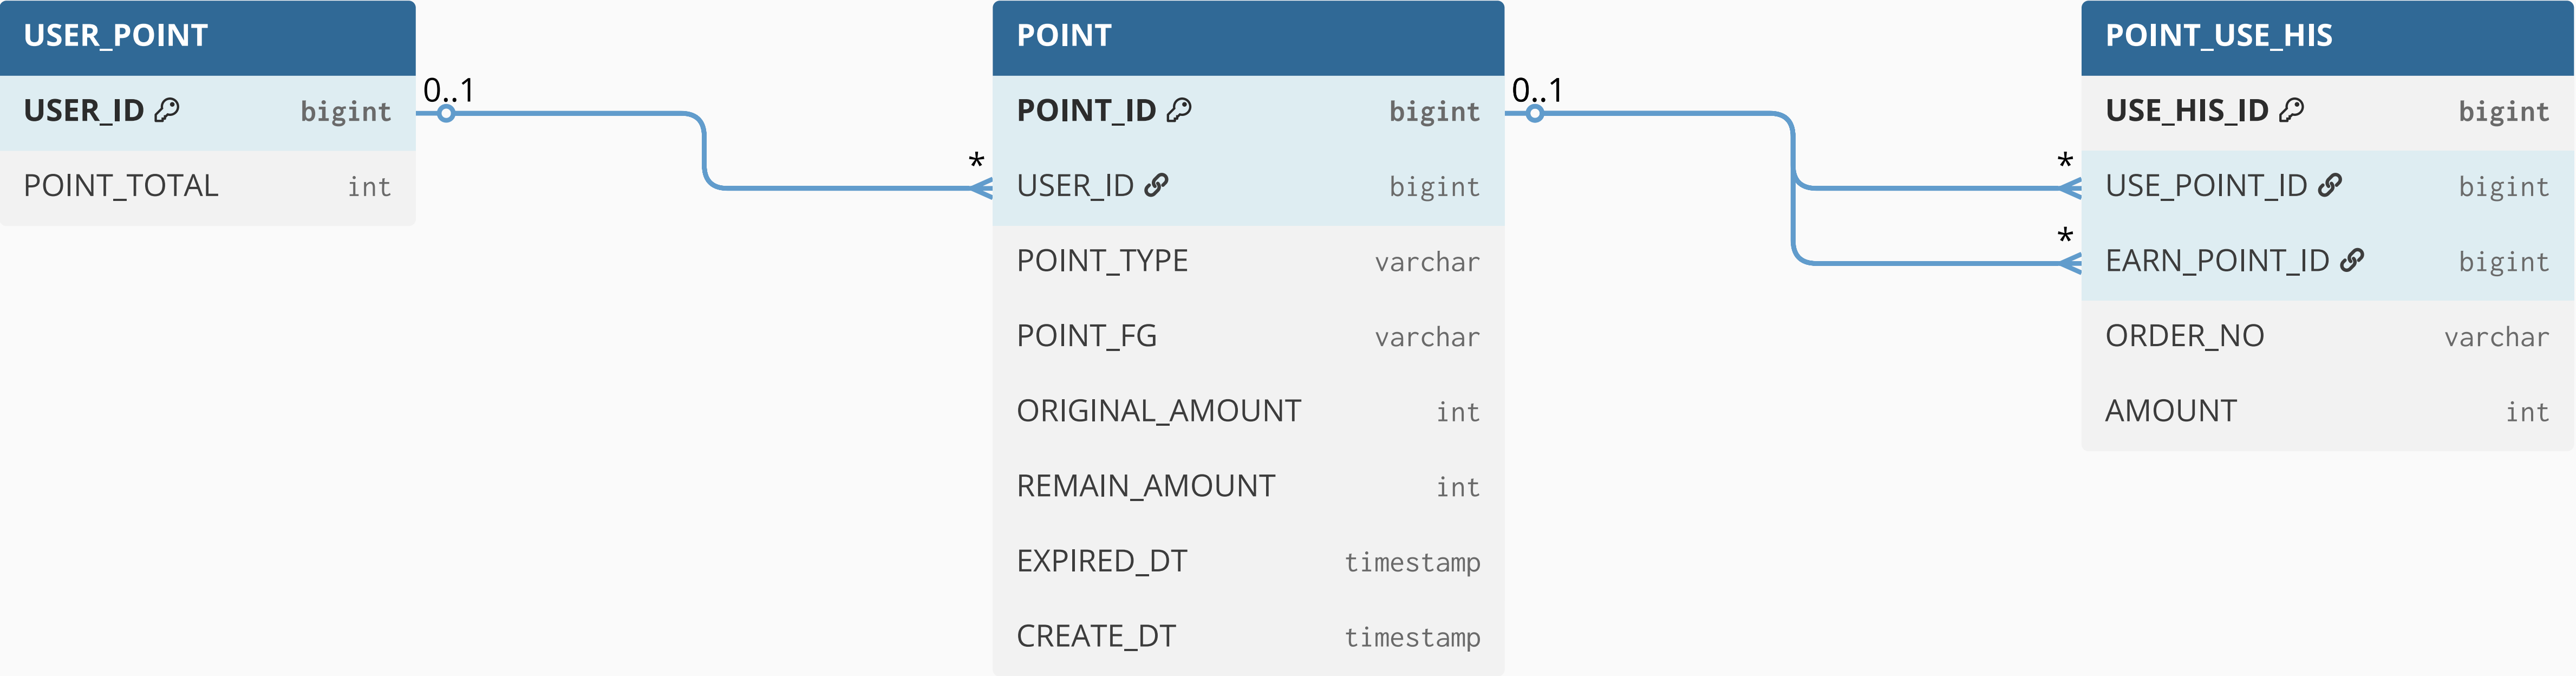 USER_POINT
USER_ID bigint
POINT_TOTAL int
0..1
*
POINT
POINT_ID bigint
USER_ID bigint
POINT_TYPE varchar
POINT_FG varchar
ORIGINAL_AMOUNT int
REMAIN_AMOUNT int
EXPIRED_DT timestamp
CREATE_DT timestamp
0..1
*
*
POINT_USE_HIS
USE_HIS_ID bigint
USE_POINT_ID bigint
EARN_POINT_ID bigint
ORDER_NO varchar
AMOUNT int